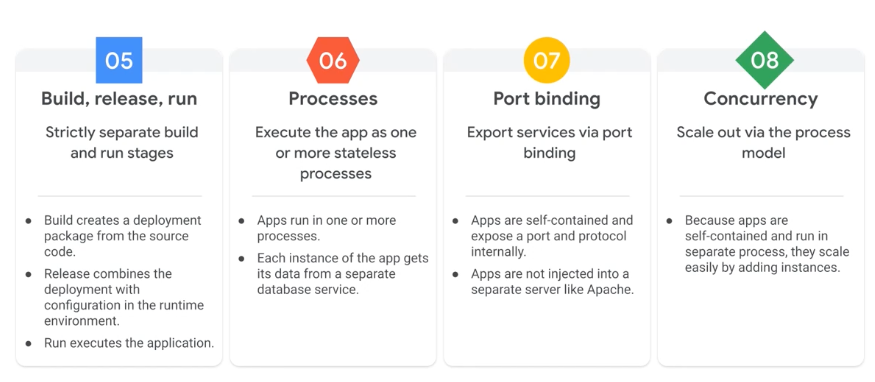 05
Build, release, run
Strictly separate build
and run stages
● Build creates a deployment
package from the source
code.
● Release combines the
deployment with
configuration in the runtime
environment.
● Run executes the application.
06
Processes
Execute the app as one
or more stateless
processes
● Apps run in one or more
processes.
● Each instance of the app gets
its data from a separate
database service.
07
Port binding
Export services via port
binding
● Apps are self-contained and
expose a port and protocol
internally.
● Apps are not injected into a
separate server like Apache.
08
Concurrency
Scale out via the process
model
● Because apps are
self-contained and run in
separate process, they scale
easily by adding instances.